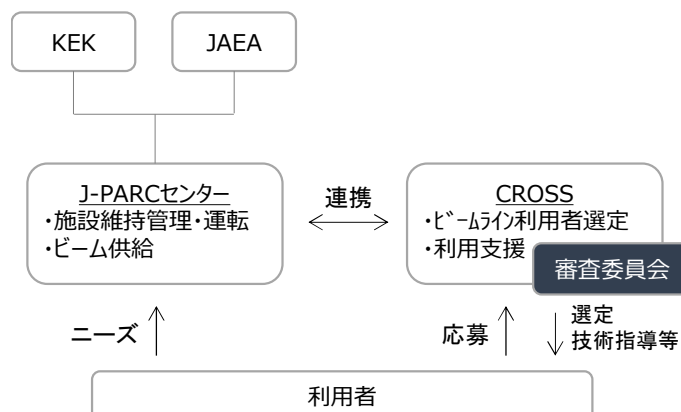 KEK
JAEA
J-PARCセンター
・施設維持管理・運転
・ビーム供給
連携
CROSS
・ﾋﾞｰﾑﾗｲﾝ利用者選定
・利用支援
審査委員会
ニーズ
応募
選定
技術指導等
利用者